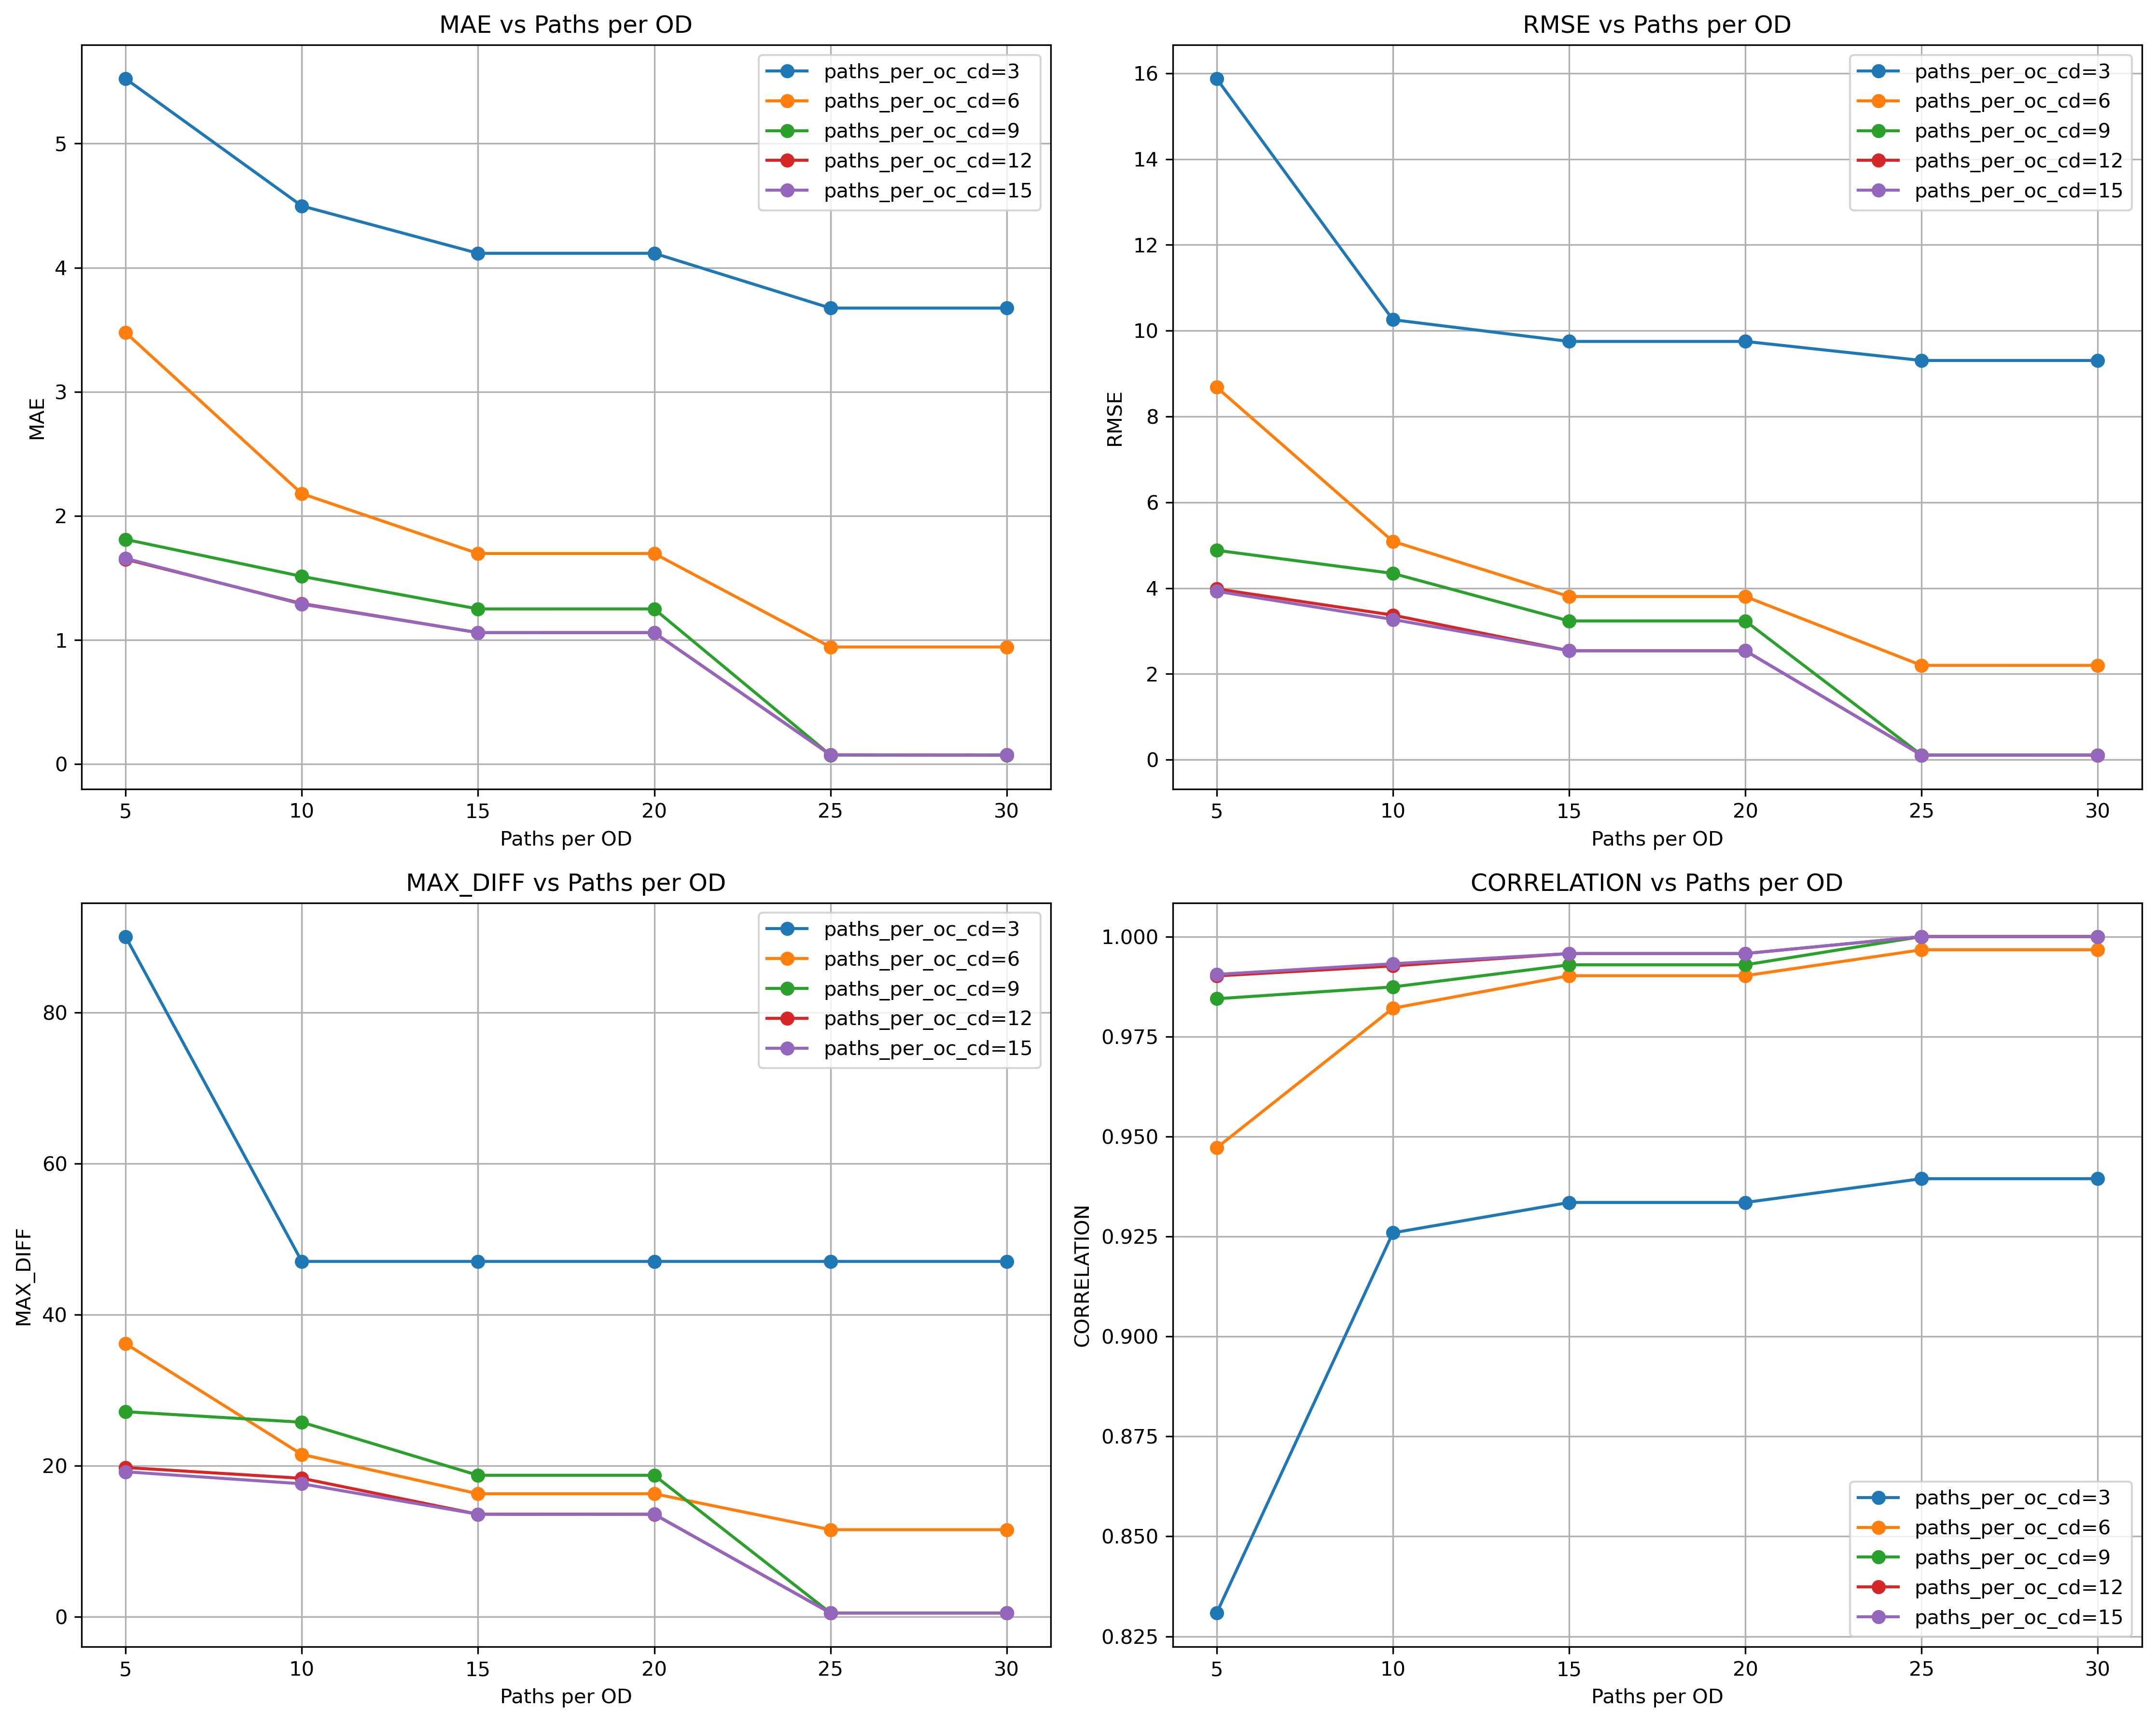 MAE vs Paths per OD
paths_per_oc_cd=3
paths_per_oc_cd=6
paths_per_oc_cd=9
paths_per_oc_cd=12
paths_per_oc_cd=15
5
4
3
2
1
0
MAE
5 10 15 20 25 30
Paths per OD
RMSE vs Paths per OD
paths_per_oc_cd=3
paths_per_oc_cd=6
paths_per_oc_cd=9
paths_per_oc_cd=12
paths_per_oc_cd=15
16
14
12
10
8
6
4
2
0
RMSE
5 10 15 20 25 30
Paths per OD
MAX_DIFF vs Paths per OD
paths_per_oc_cd=3
paths_per_oc_cd=6
paths_per_oc_cd=9
paths_per_oc_cd=12
paths_per_oc_cd=15
80
60
40
20
0
MAX_DIFF
5 10 15 20 25 30
Paths per OD
CORRELATION vs Paths per OD
1.000
0.975
0.950
0.925
0.900
0.875
0.850
0.825
CORRELATION
paths_per_oc_cd=3
paths_per_oc_cd=6
paths_per_oc_cd=9
paths_per_oc_cd=12
paths_per_oc_cd=15
5 10 15 20 25 30
Paths per OD